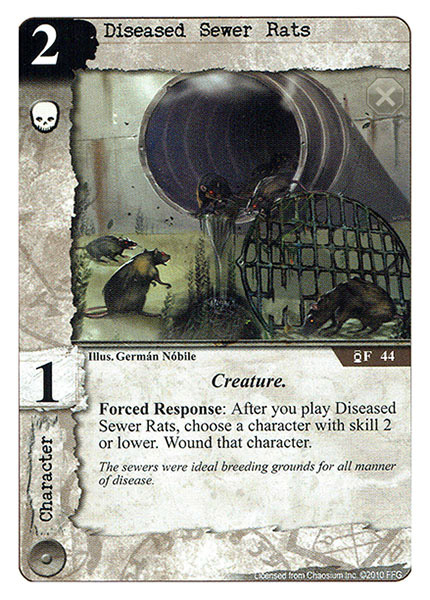 2
Diseased Sewer Rats
Illus. Germán Nóbile
F 44
1
Creature.
Forced Response: After you play Diseased
Sewer Rats, choose a character with skill 2
or lower. Wound that character.
The sewers were ideal breeding grounds for all manner
of disease.
Character
Licensed from Chaosium Inc. ©2010 FFG